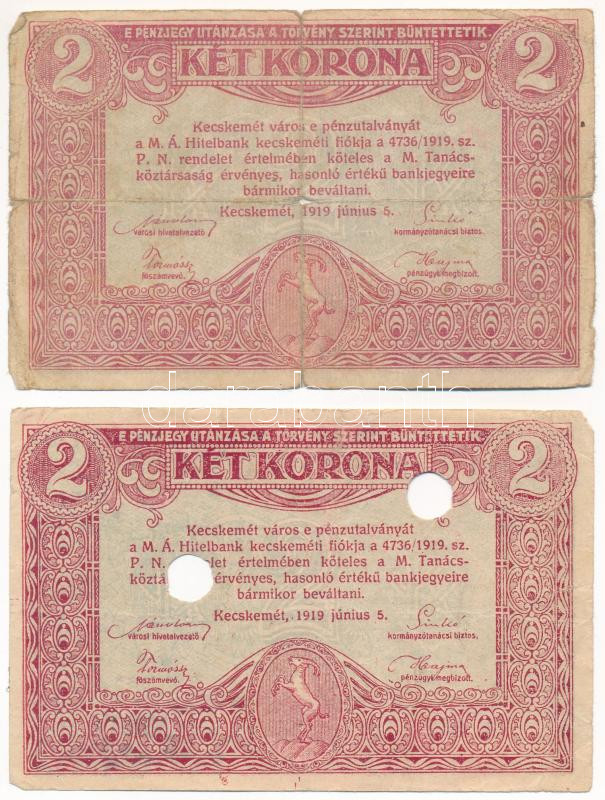 E PÉNZJEGY UTÁNZÁSA A TÖRVÉNY SZERINT BÜNTETTETIK.
2 KÉT KORONA 2
Kecskemét város e pénzutalványát
a M. Á. Hitelbank kecskeméti fiókja a 4736/1919. sz.
P. N. rendelet értelmében köteles a M. Tanács-
köztársaság érvényes, hasonló értékű bankjegyeire
bármikor beváltani.
Kecskemét, 1919 június 5.
városi hivatalvezető kormányzótanácsi biztos.
főszámvevő. pénzügyi megbízott.
darabanth
E PÉNZJEGY UTÁNZÁSA A TÖRVÉNY SZERINT BÜNTETTETIK.
2 KÉT KORONA 2
Kecskemét város e pénzutalványát
a M. Á. Hitelbank kecskeméti fiókja a 4736/1919. sz.
P. N. rendelet értelmében köteles a M. Tanács-
köztá érvényes, hasonló értékű bankjegyeire
bármikor beváltani.
Kecskemét, 1919 június 5.
városi hivatalvezető kormányzótanácsi biztos.
főszámvevő. pénzügyi megbízott.